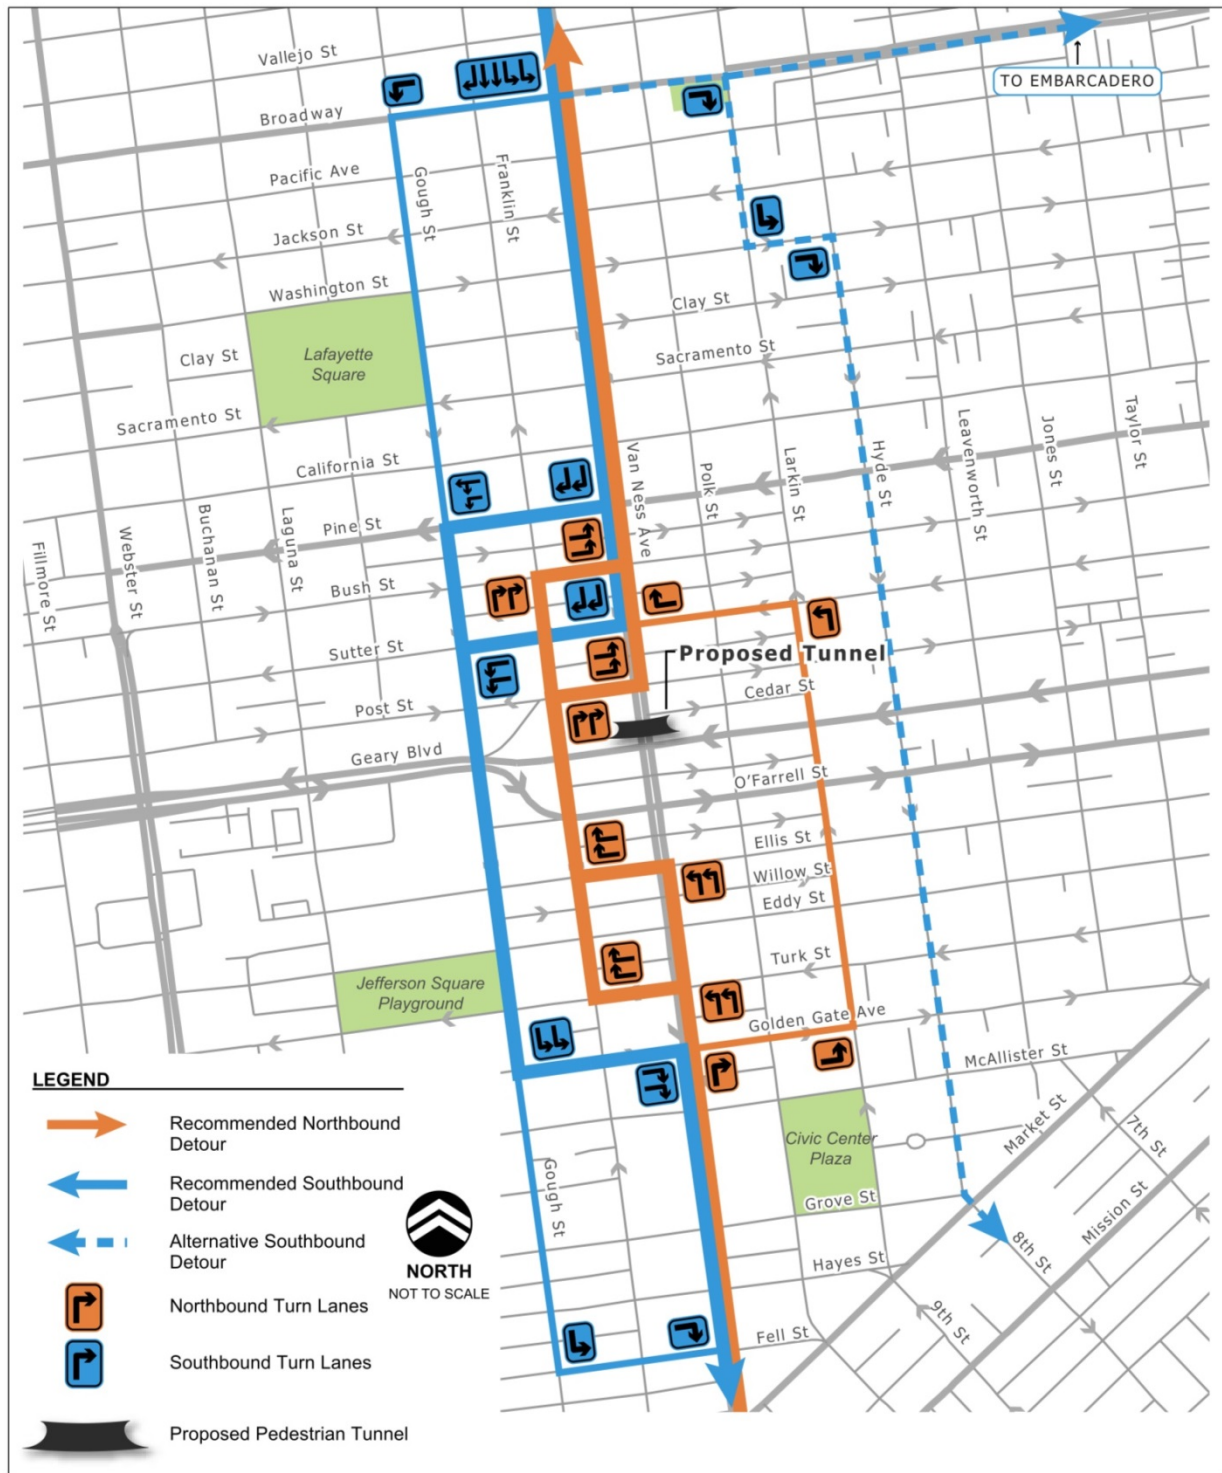 Vallejo St
Broadway
TO EMBARCADERO
Pacific Ave
Gough St
Franklin St
Jackson St
Washington St
Clay St
Lafayette
Square
Clay St
Sacramento St
Sacramento St
California St
Pine St
Bush St
Sutter St
Post St
Geary Blvd
Fillmore St
Webster St
Buchanan St
Laguna St
Van Ness Ave
Polk St
Larkin St
Hyde St
Leavenworth St
Jones St
Taylor St
Proposed Tunnel
Cedar St
O'Farrell St
Ellis St
Willow St
Eddy St
Turk St
Golden Gate Ave
McAllister St
Jefferson Square
Playground
Civic Center
Plaza
Grove St
Hayes St
Fell St
Gough St
Market St
Mission St
7th St
8th St
9th St
LEGEND
Recommended Northbound
Detour
Recommended Southbound
Detour
Alternative Southbound
Detour
Northbound Turn Lanes
Southbound Turn Lanes
Proposed Pedestrian Tunnel
NORTH
NOT TO SCALE